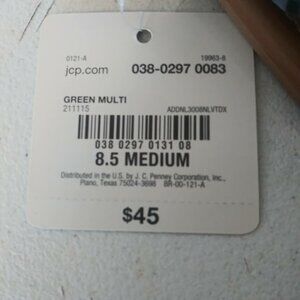 0121-A 19963-8
jcp.com 038-0297 0083
GREEN MULTI
211115 ADDNL3008NLVTDX
038 0297 0131 08
8.5 MEDIUM
Distributed in the U.S. by J. C. Penney Corporation, Inc.,
Plano, Texas 75024-3698 BR-00-121-A
$45